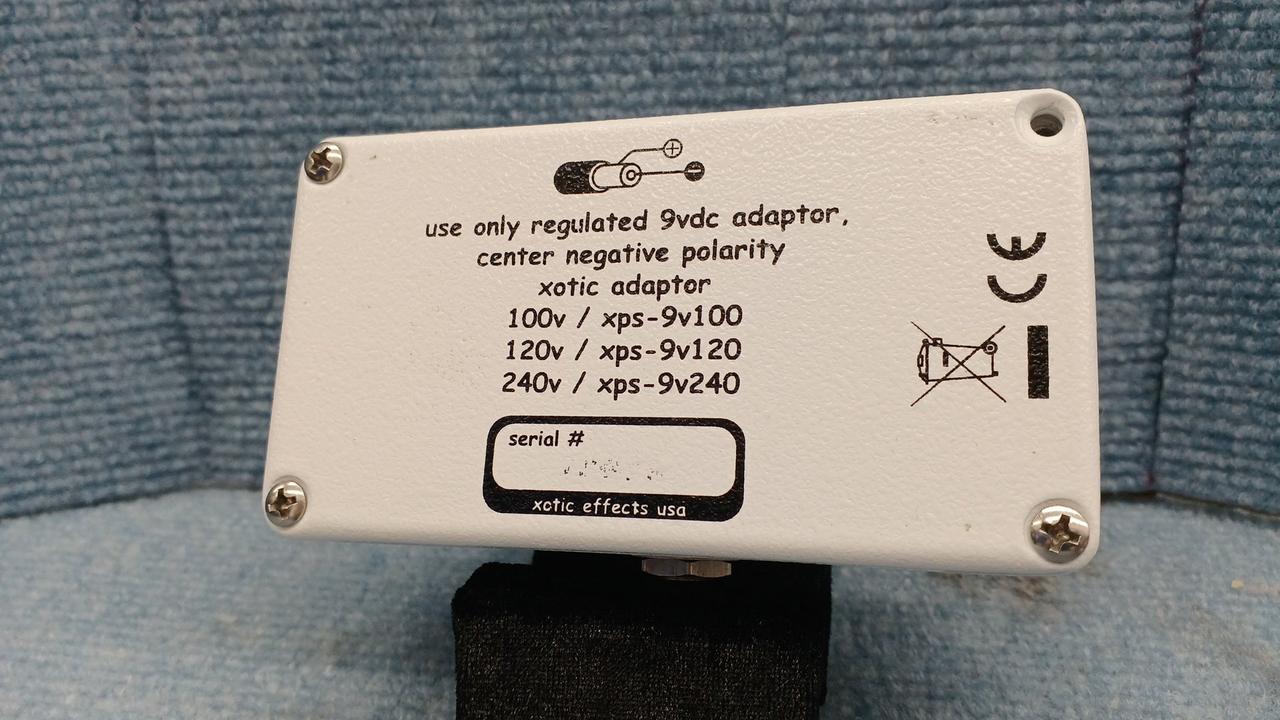 use only regulated 9vdc adaptor,
center negative polarity
xotic adaptor
100v / xps-9v100
120v / xps-9v120
240v / xps-9v240
serial #
xotic effects usa
CE